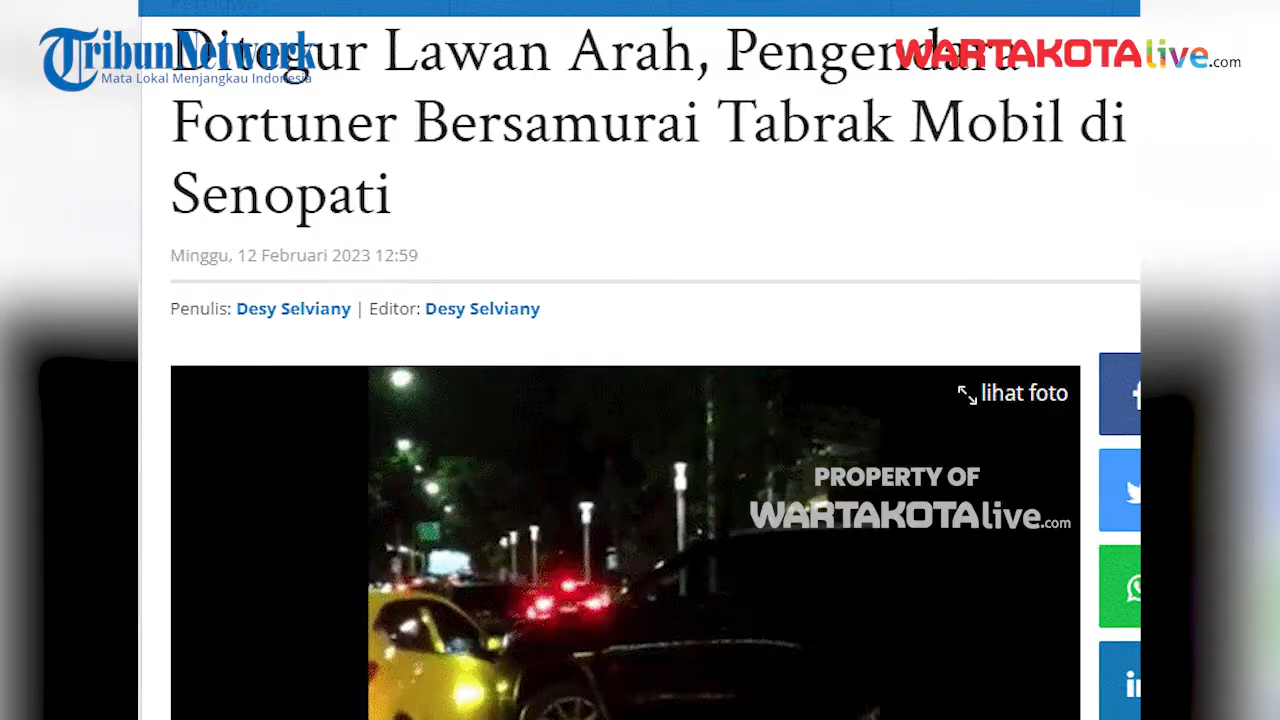 TribunNetwork
Mata Lokal Menjangkau Indonesia
WARTAKOTAlive.com
Ditegur Lawan Arah, Pengendara
Fortuner Bersamurai Tabrak Mobil di
Senopati
Minggu, 12 Februari 2023 12:59
Penulis: Desy Selviany | Editor: Desy Selviany
lihat foto
PROPERTY OF
WARTAKOTAlive.com